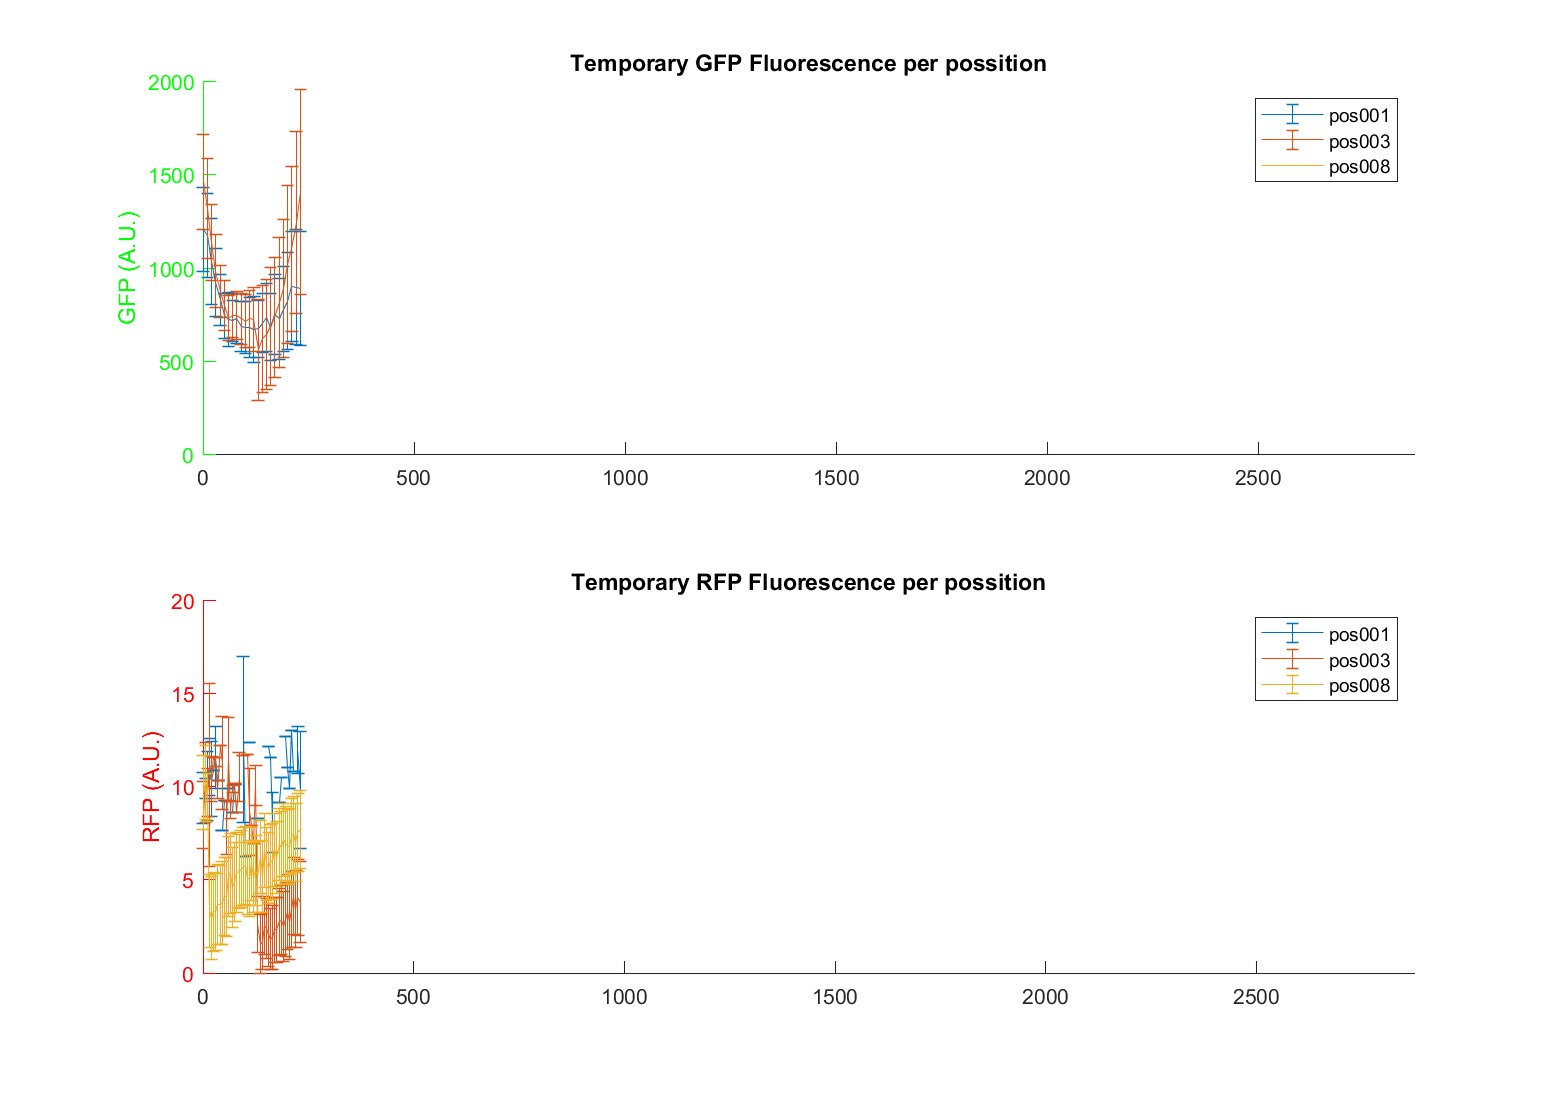 Temporary GFP Fluorescence per possition
2000
1500
1000
500
0
GFP (A.U.)
pos001
pos003
pos008
0 500 1000 1500 2000 2500
Temporary RFP Fluorescence per possition
20
15
10
5
0
RFP (A.U.)
pos001
pos003
pos008
0 500 1000 1500 2000 2500